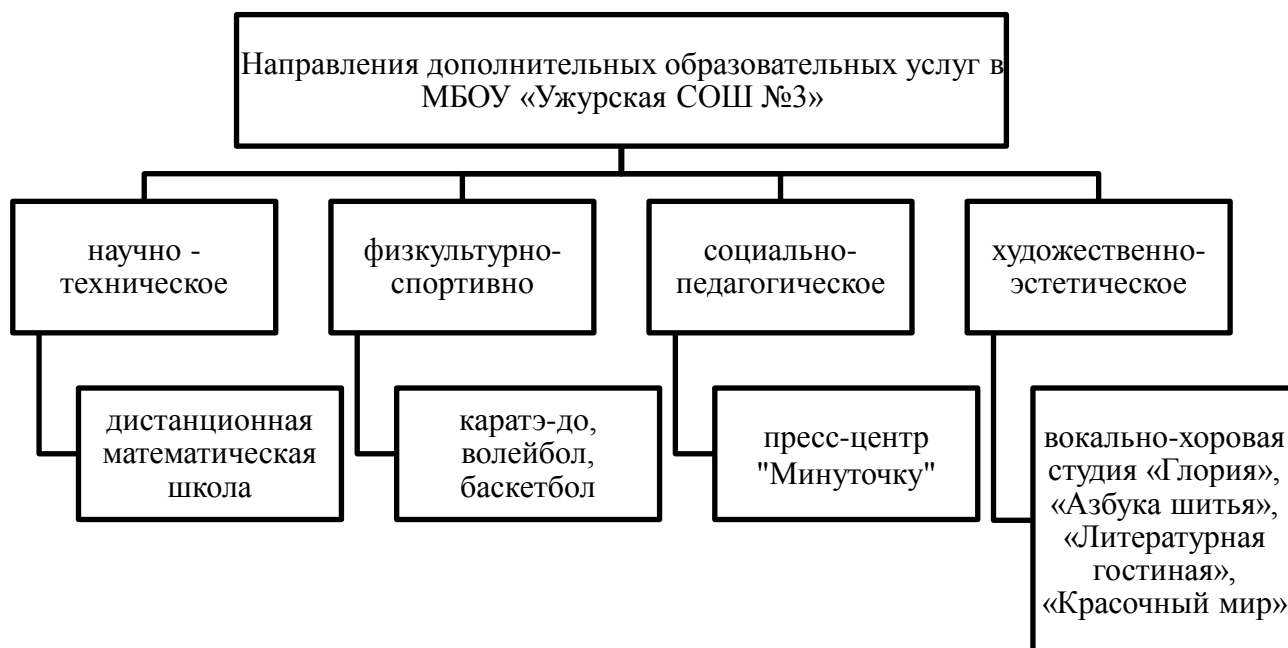 Направления дополнительных образовательных услуг в
МБОУ «Ужурская СОШ №3»
научно -
техническое
физкультурно-
спортивно
социально-
педагогическое
художественно-
эстетическое
дистанционная
математическая
школа
каратэ-до,
волейбол,
баскетбол
пресс-центр
"Минуточку"
вокально-хоровая
студия «Глория»,
«Азбука шитья»,
«Литературная
гостиная»,
«Красочный мир»